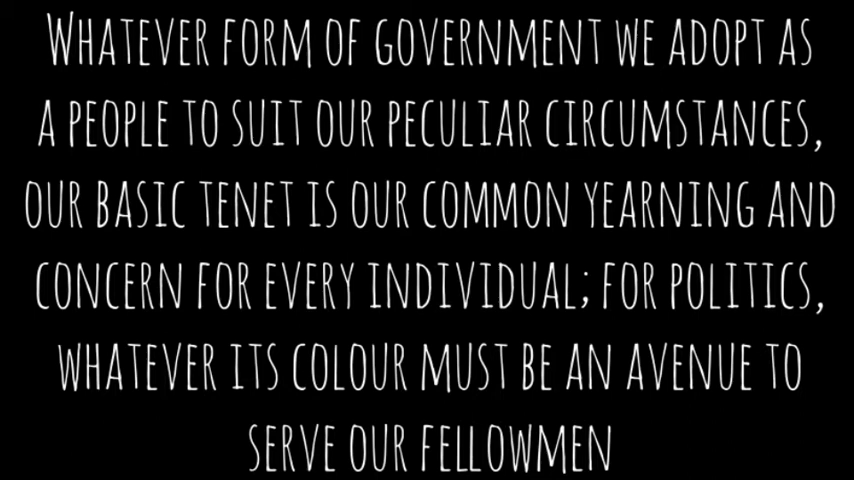 Whatever form of government we adopt as
a people to suit our peculiar circumstances,
our basic tenet is our common yearning and
concern for every individual; for politics,
whatever its colour must be an avenue to
serve our fellowmen